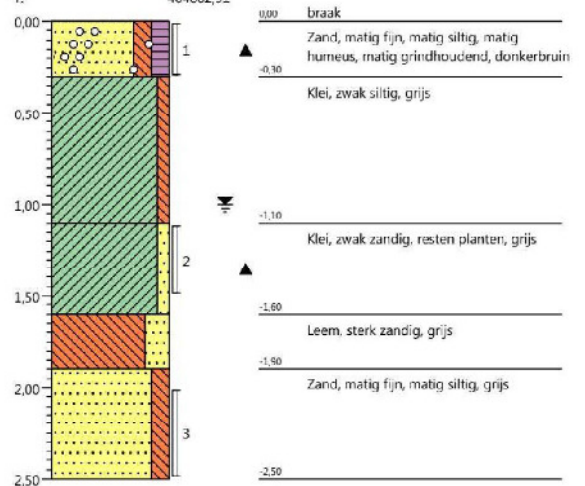 0,00
0,50
1,00
1,50
2,00
2,50
1
2
3
0,00 braak
Zand, matig fijn, matig siltig, matig
humeus, matig grindhoudend, donkerbruin
-0,30
Klei, zwak siltig, grijs
-1,10
Klei, zwak zandig, resten planten, grijs
-1,60
Leem, sterk zandig, grijs
-1,90
Zand, matig fijn, matig siltig, grijs
-2,50